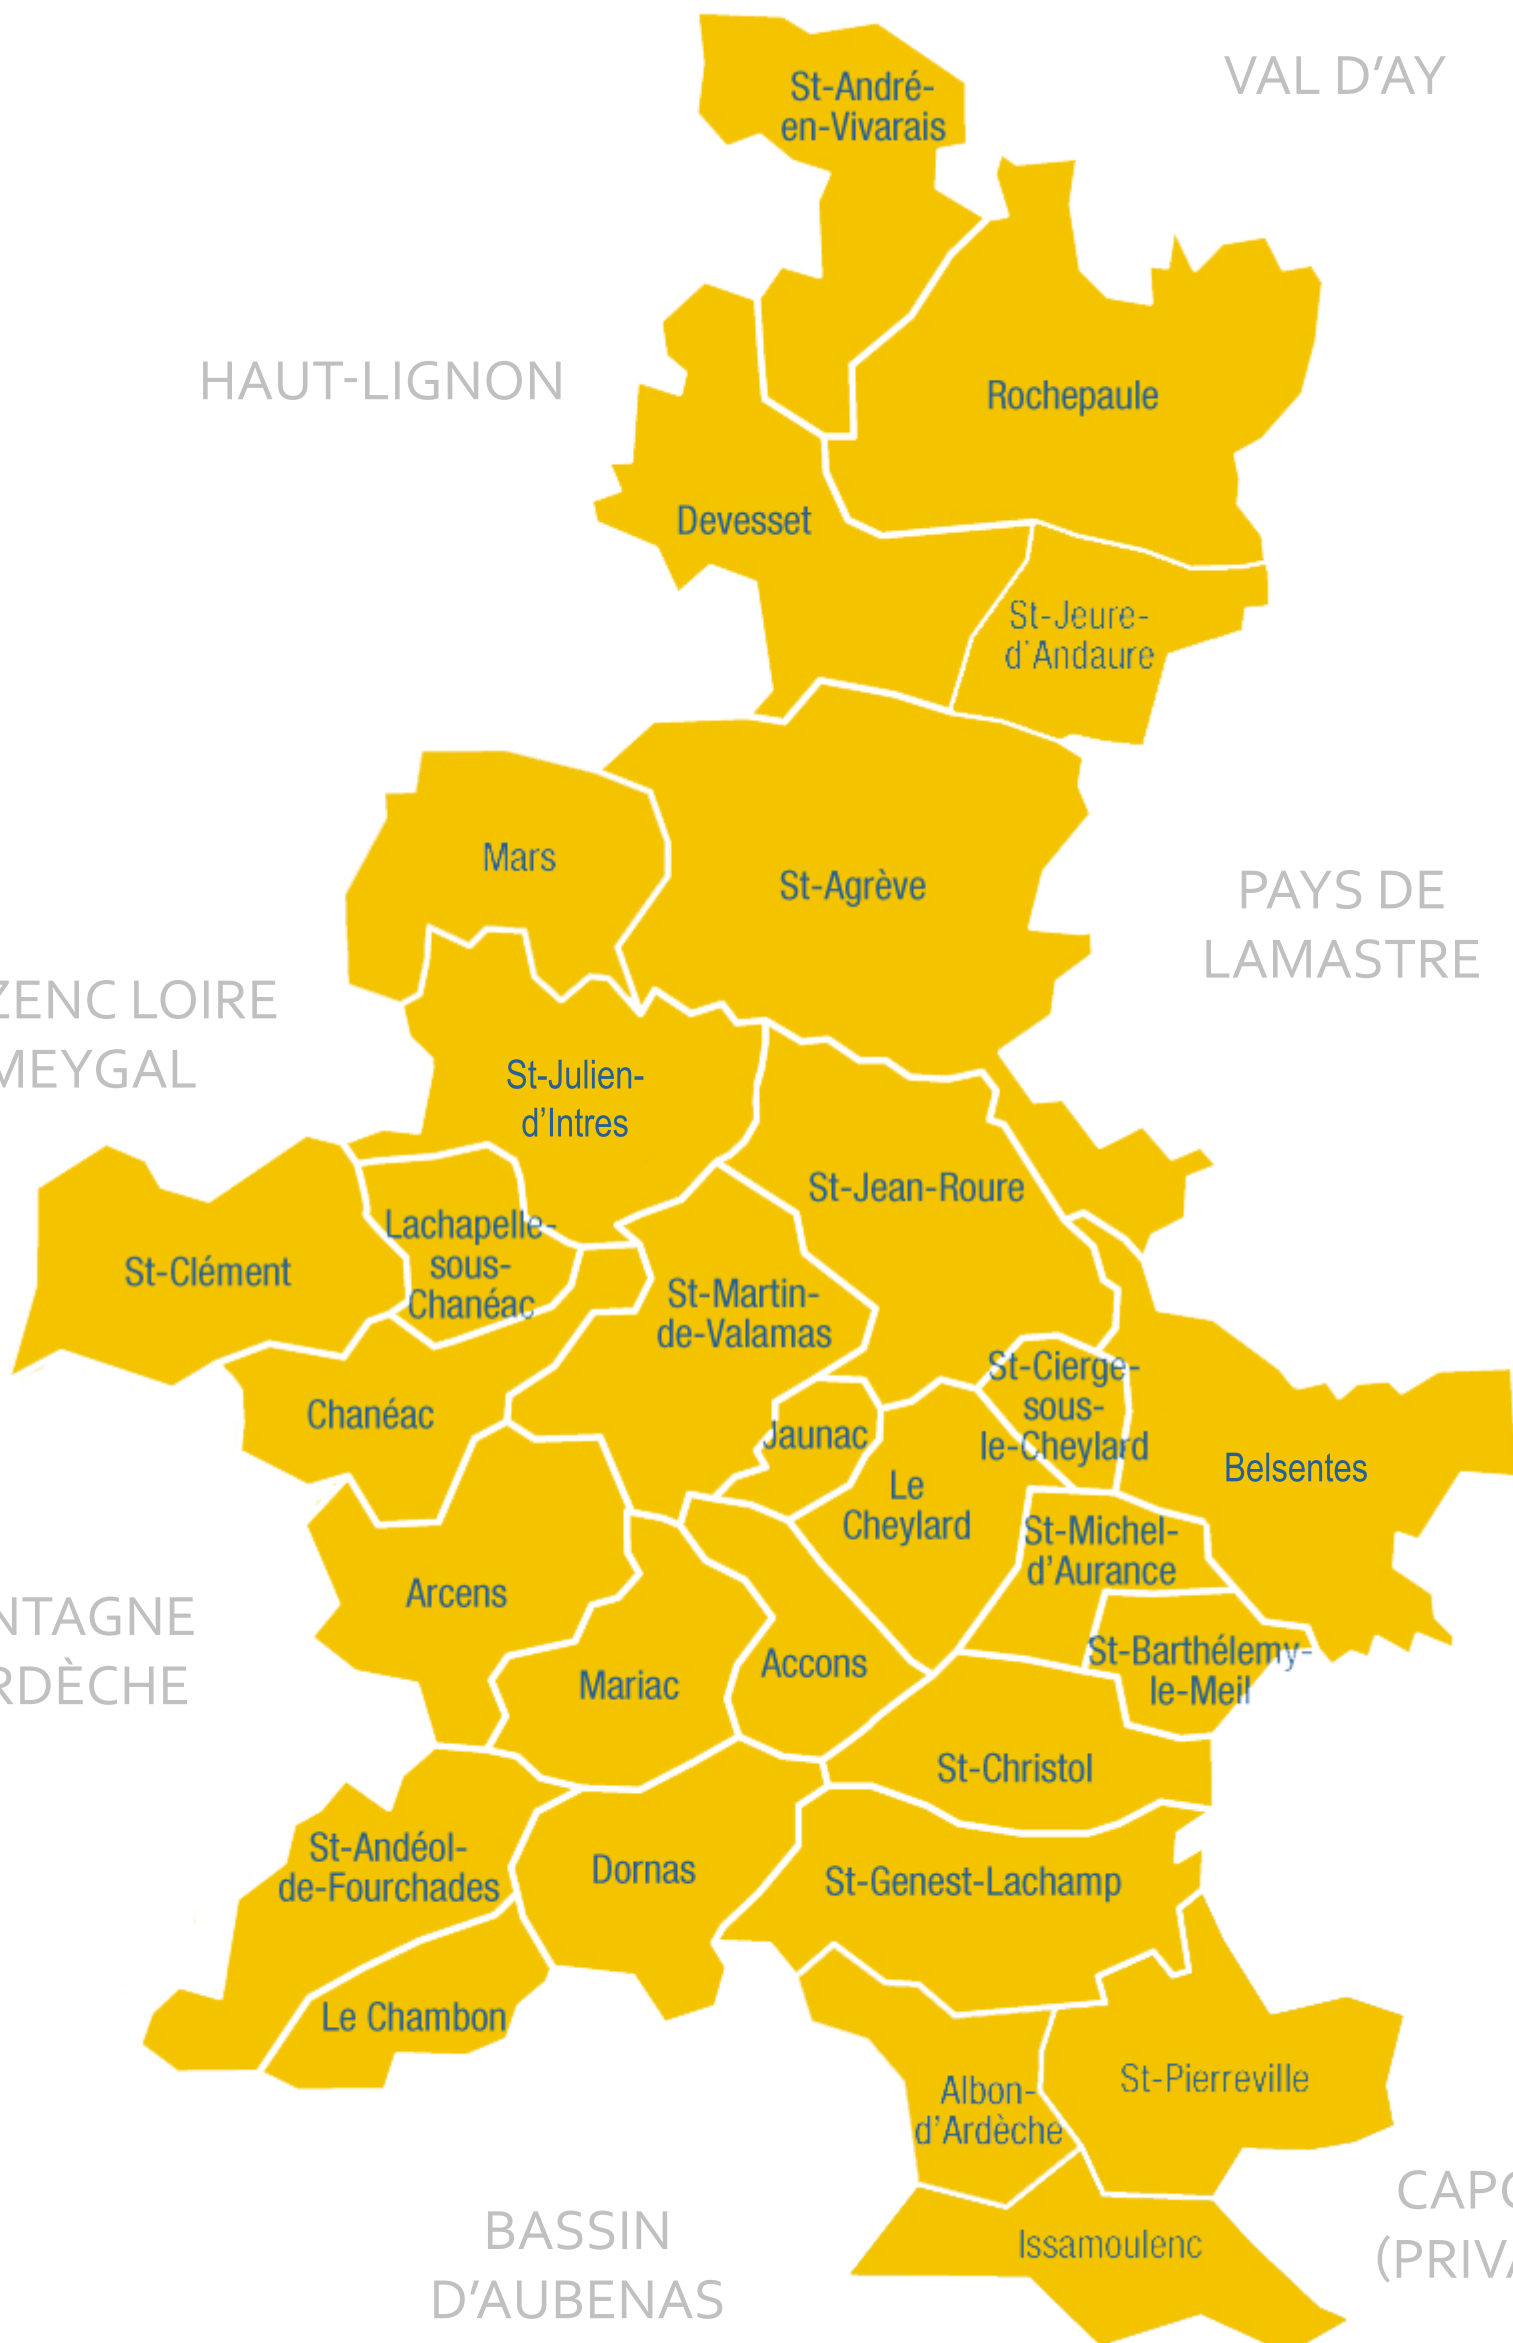 St-André-
en-Vivarais
VAL D'AY
HAUT-LIGNON
Rochepaule
Devesset
St-Jeure-
d'Andaure
Mars
St-Agrève
PAYS DE
LAMASTRE
ZENC LOIRE
MEYGAL
St-Julien-
d'Intres
St-Jean-Roure
St-Clément
Lachapelle-
sous-
Chanéac
St-Martin-
de-Valamas
St-Cierge-
sous-
le-Cheylard
Chanéac
Jaunac
Belsentes
Le
Cheylard
St-Michel-
d'Aurance
Arcens
NTAGNE
RDÈCHE
Mariac
Accons
St-Barthélemy-
le-Meil
St-Christol
St-Andéol-
de-Fourchades
Dornas
St-Genest-Lachamp
Le Chambon
Albon-
d'Ardèche
St-Pierreville
Issamoulenc
BASSIN
D'AUBENAS
CAPC
(PRIVA